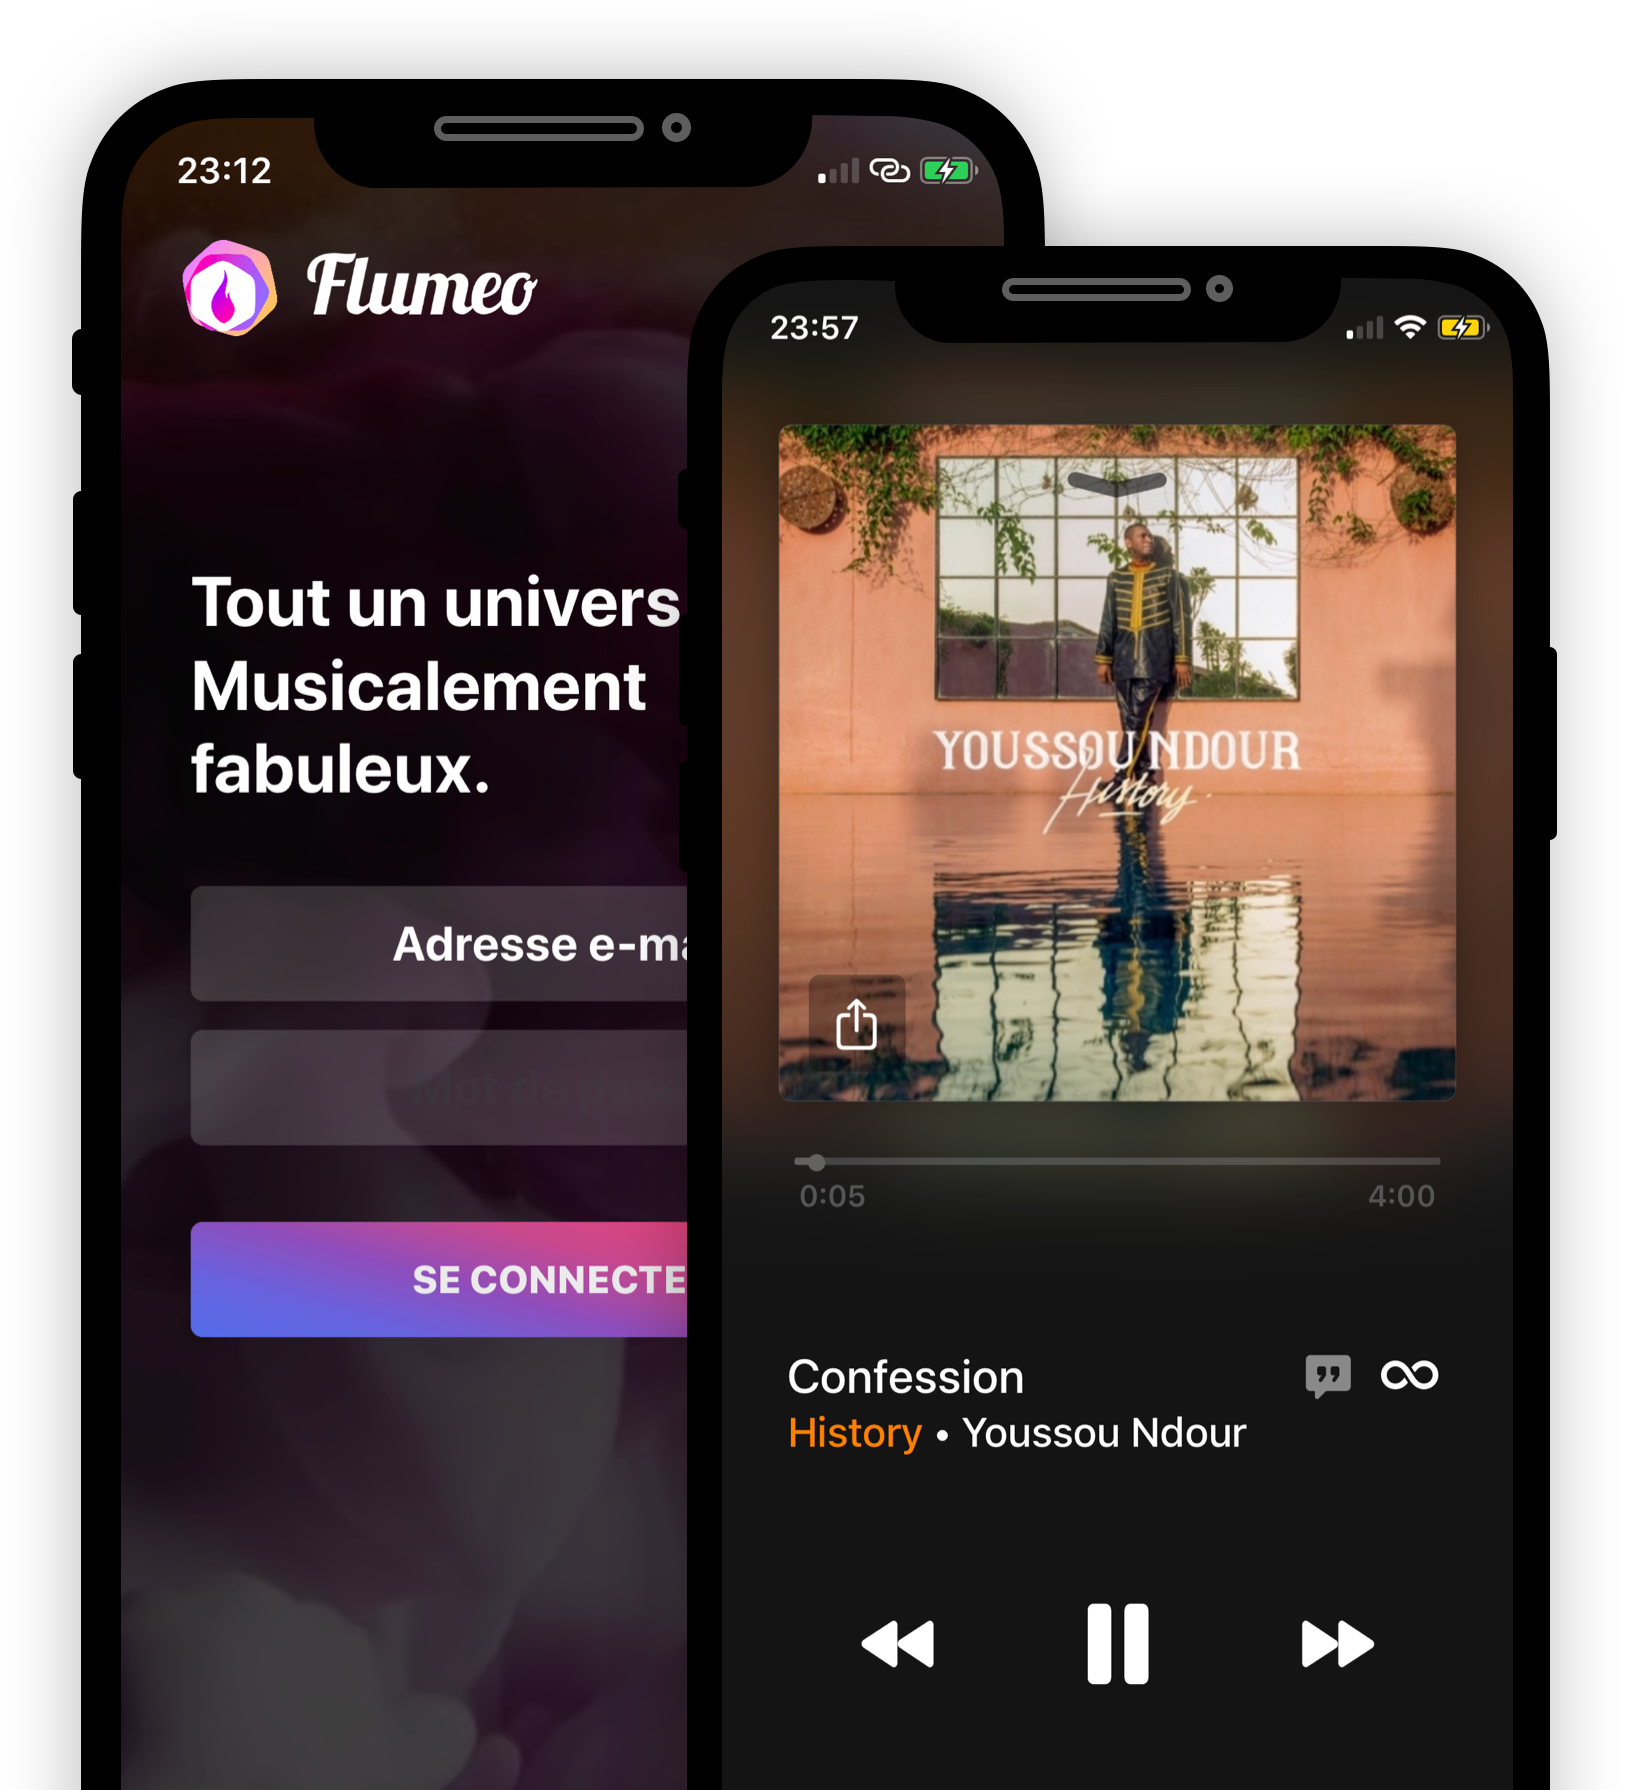 23:12
Flumeo
Tout un univers
Musicalement
fabuleux.
Adresse e-ma
Mot de p
SE CONNECTE
23:57
YOUSSOU NDOUR
History
0:05
4:00
Confession
History • Youssou Ndour